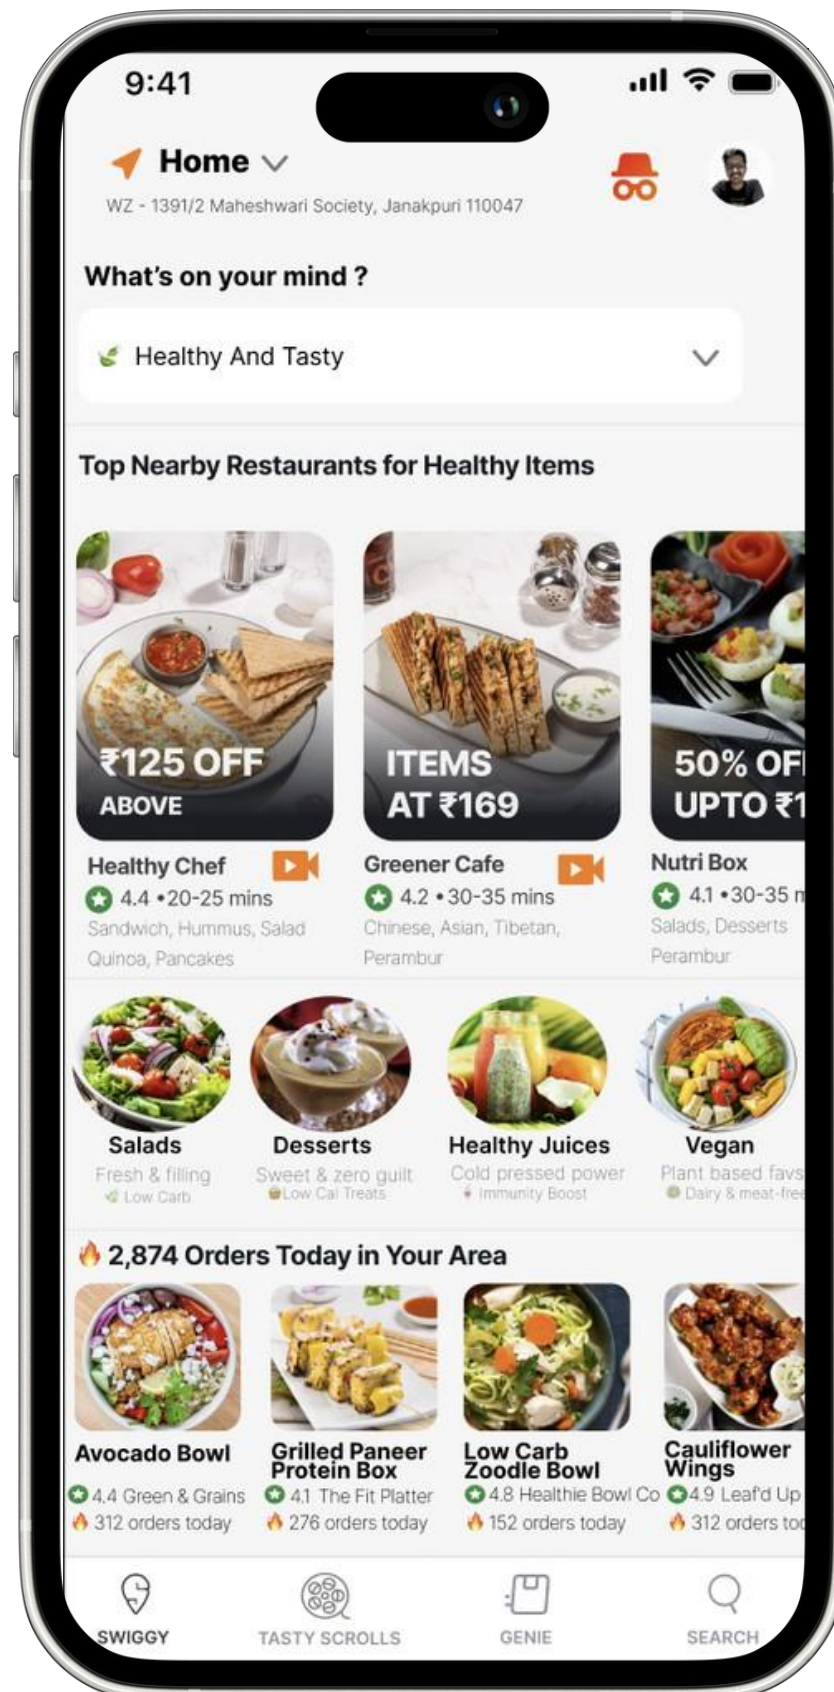 9:41
Home
WZ - 1391/2 Maheshwari Society, Janakpuri 110047
What's on your mind ?
Healthy And Tasty
Top Nearby Restaurants for Healthy Items
₹125 OFF
ABOVE
ITEMS
AT ₹169
50% OF
UPTO ₹1
Healthy Chef
4.4 •20-25 mins
Sandwich, Hummus, Salad
Quinoa, Pancakes
Greener Cafe
4.2 •30-35 mins
Chinese, Asian, Tibetan,
Perambur
Nutri Box
4.1 •30-35 m
Salads, Desserts
Perambur
Salads
Fresh & filling
Low Carb
Desserts
Sweet & zero guilt
Low Cal Treats
Healthy Juices
Cold pressed power
Immunity Boost
Vegan
Plant based favs
Dairy & meat-free
2,874 Orders Today in Your Area
Avocado Bowl
4.4 Green & Grains
312 orders today
Grilled Paneer
Protein Box
4.1 The Fit Platter
276 orders today
Low Carb
Zoodle Bowl
4.8 Healthie Bowl Co
152 orders today
Cauliflower
Wings
4.9 Leaf'd Up
312 orders tod
SWIGGY
TASTY SCROLLS
GENIE
SEARCH